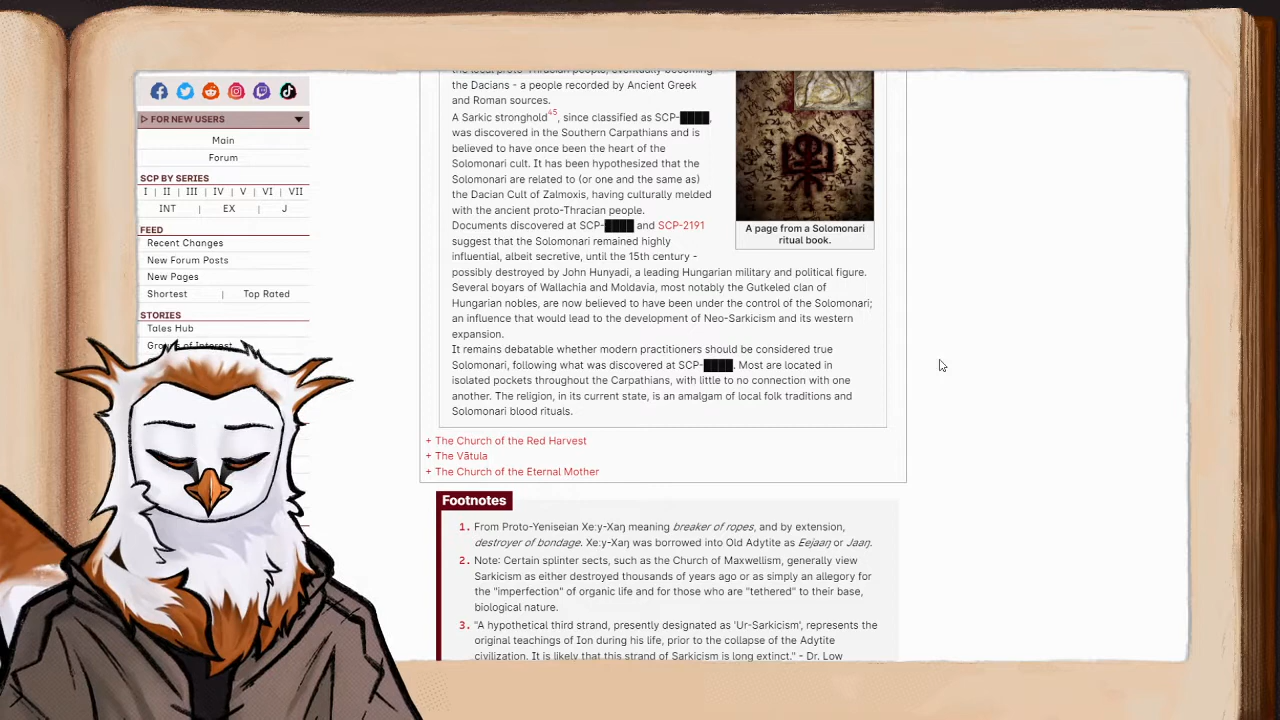 ▷ FOR NEW USERS
Main
Forum
SCP BY SERIES
I | II | III | IV | V | VI | VII
INT | EX | J
FEED
Recent Changes
New Forum Posts
New Pages
Shortest | Top Rated
STORIES
Tales Hub
Groups of Interest
the local proto-Thracian people, eventually becoming
the Dacians - a people recorded by Ancient Greek
and Roman sources.
A Sarkic stronghold45, since classified as SCP-████,
was discovered in the Southern Carpathians and is
believed to have once been the heart of the
Solomonari cult. It has been hypothesized that the
Solomonari are related to (or one and the same as)
the Dacian Cult of Zalmoxis, having culturally melded
with the ancient proto-Thracian people.
Documents discovered at SCP-████ and SCP-2191
suggest that the Solomonari remained highly
influential, albeit secretive, until the 15th century -
possibly destroyed by John Hunyadi, a leading Hungarian military and political figure.
Several boyars of Wallachia and Moldavia, most notably the Gutkeled clan of
Hungarian nobles, are now believed to have been under the control of the Solomonari;
an influence that would lead to the development of Neo-Sarkicism and its western
expansion.
It remains debatable whether modern practitioners should be considered true
Solomonari, following what was discovered at SCP-████. Most are located in
isolated pockets throughout the Carpathians, with little to no connection with one
another. The religion, in its current state, is an amalgam of local folk traditions and
Solomonari blood rituals.
A page from a Solomonari
ritual book.
+ The Church of the Red Harvest
+ The Vātula
+ The Church of the Eternal Mother
Footnotes
1. From Proto-Yeniseian Xe:y-Xaŋ meaning breaker of ropes, and by extension,
destroyer of bondage. Xe:y-Xaŋ was borrowed into Old Adytite as Eejaaŋ or Jaaŋ.
2. Note: Certain splinter sects, such as the Church of Maxwellism, generally view
Sarkicism as either destroyed thousands of years ago or as simply an allegory for
the "imperfection" of organic life and for those who are "tethered" to their base,
biological nature.
3. "A hypothetical third strand, presently designated as 'Ur-Sarkicism', represents the
original teachings of Ion during his life, prior to the collapse of the Adytite
civilization. It is likely that this strand of Sarkicism is long extinct." - Dr. Low